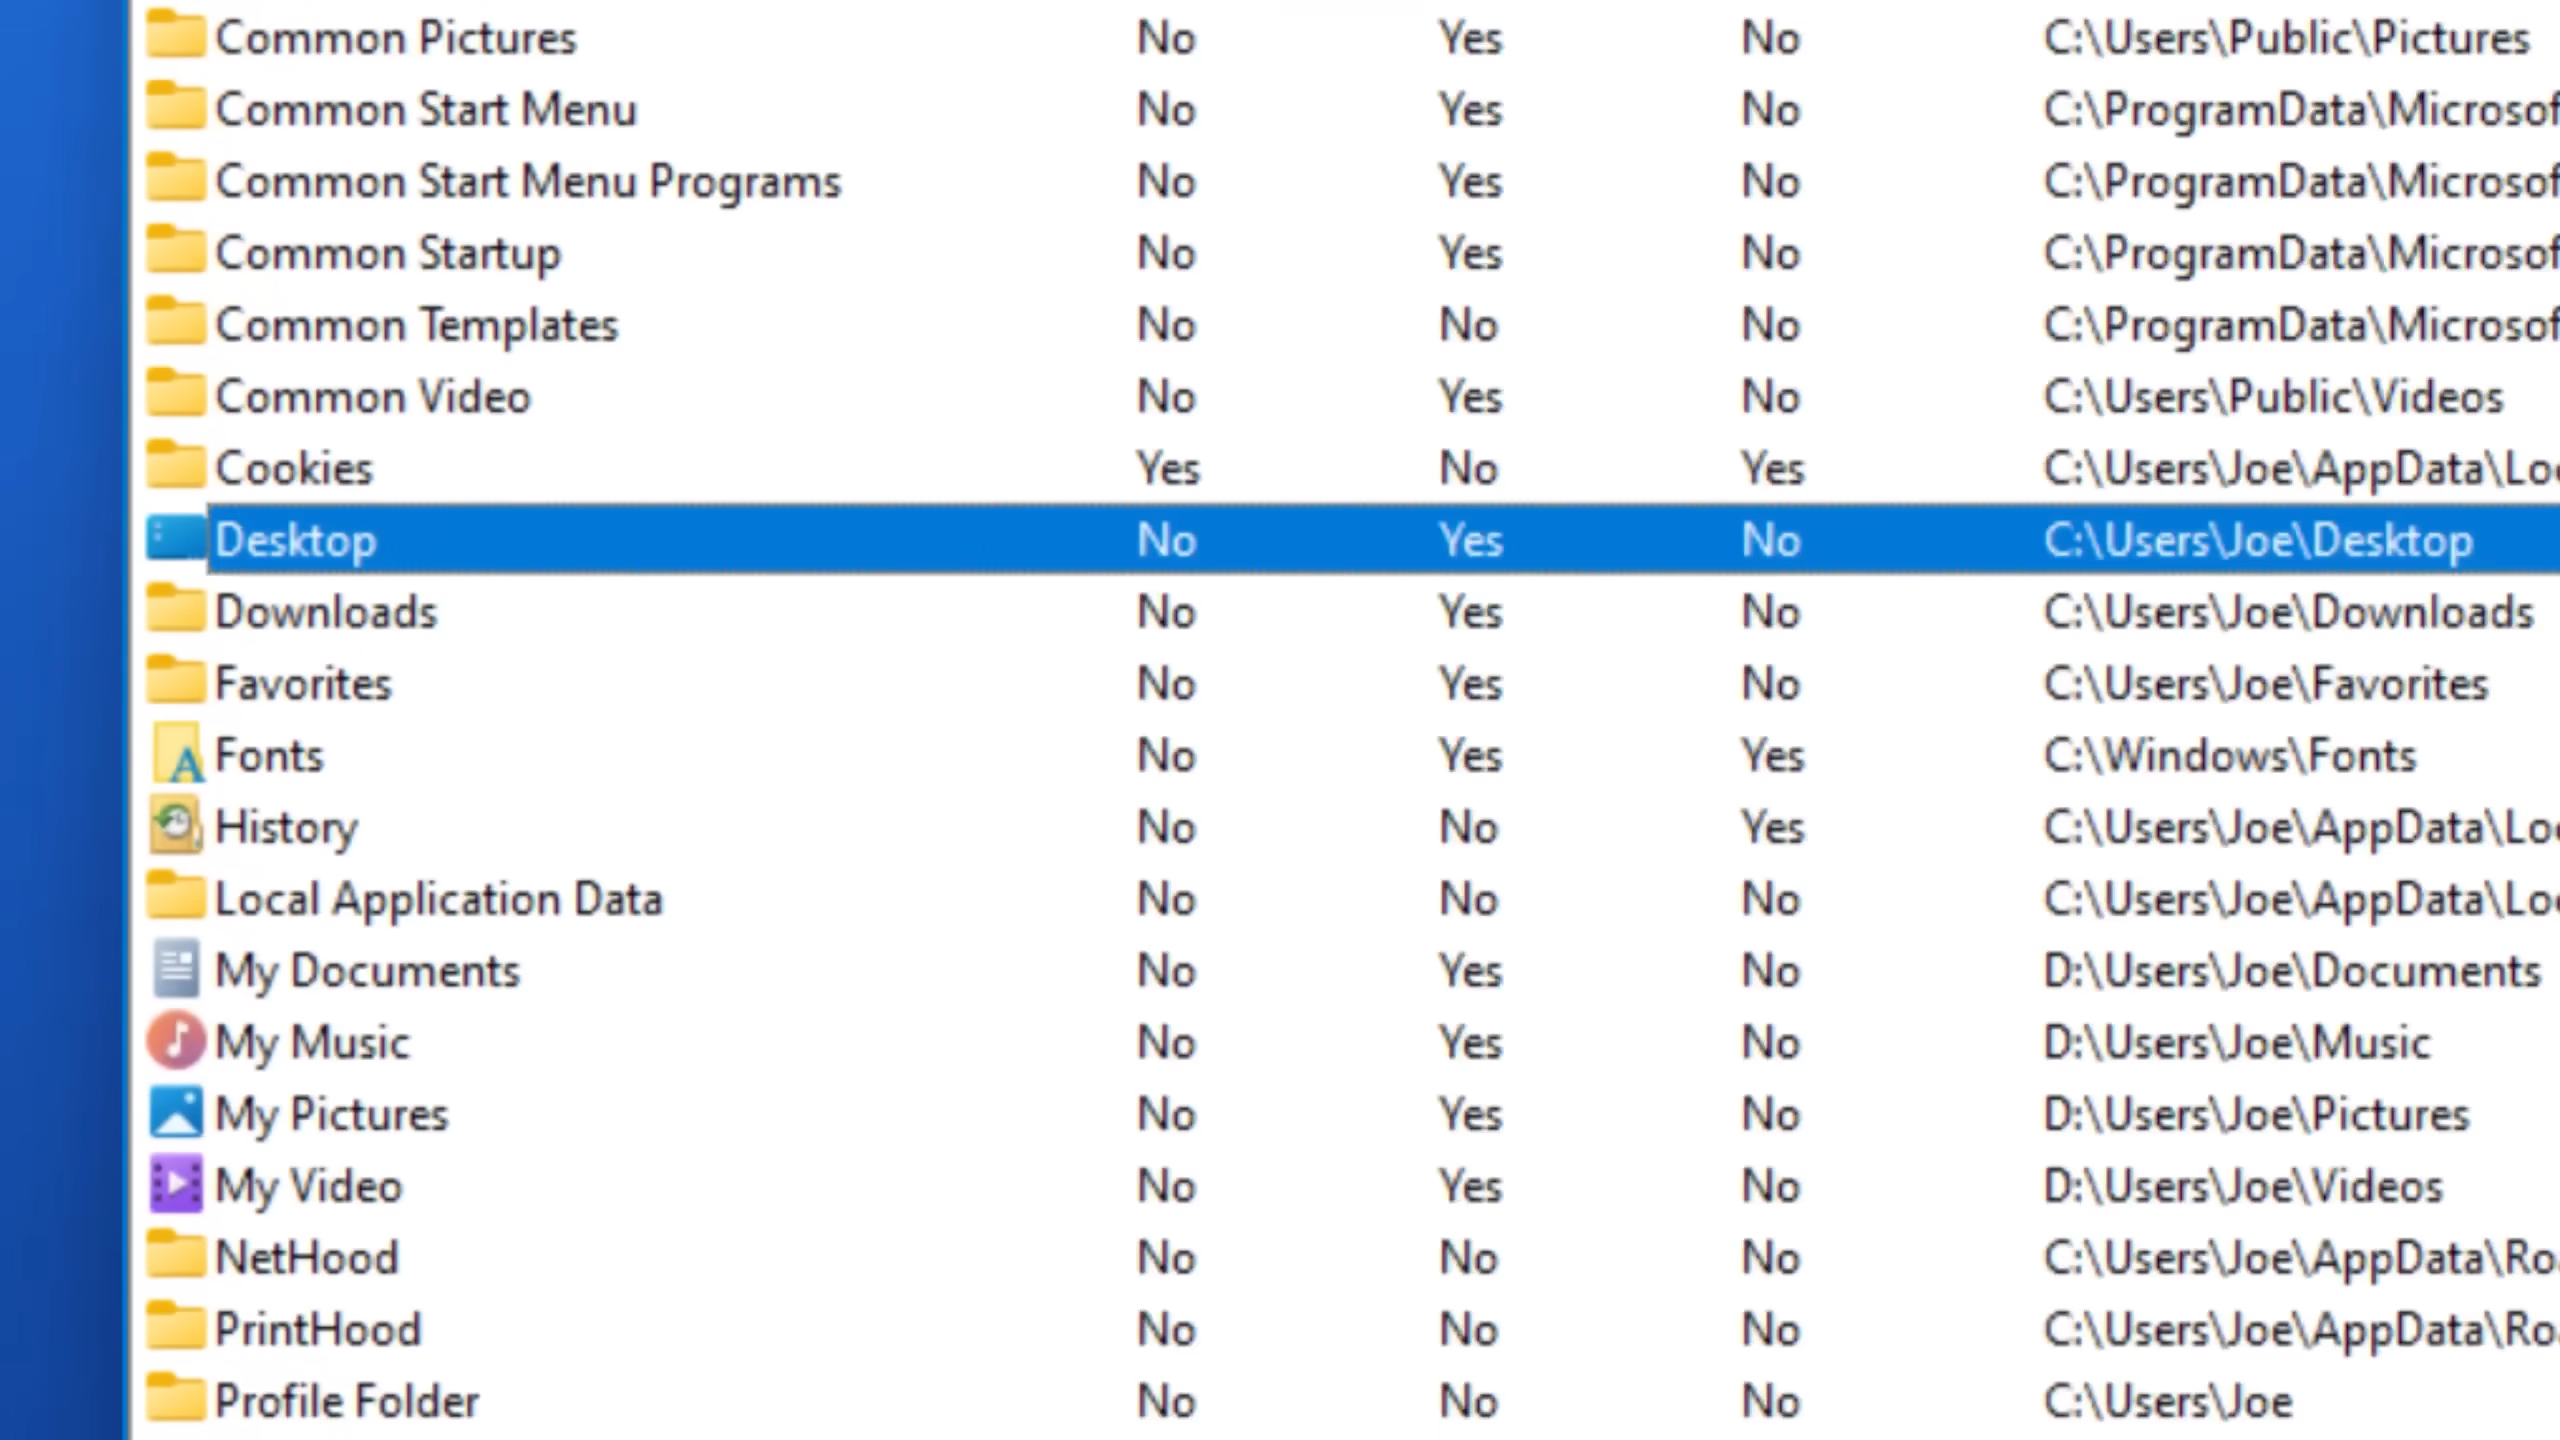 Common Pictures No Yes No C:\Users\Public\Pictures
Common Start Menu No Yes No C:\ProgramData\Microsof
Common Start Menu Programs No Yes No C:\ProgramData\Microsof
Common Startup No Yes No C:\ProgramData\Microsof
Common Templates No No No C:\ProgramData\Microsof
Common Video No Yes No C:\Users\Public\Videos
Cookies Yes No Yes C:\Users\Joe\AppData\Loc
Desktop No Yes No C:\Users\Joe\Desktop
Downloads No Yes No C:\Users\Joe\Downloads
Favorites No Yes No C:\Users\Joe\Favorites
Fonts No Yes Yes C:\Windows\Fonts
History No No Yes C:\Users\Joe\AppData\Loc
Local Application Data No No No C:\Users\Joe\AppData\Loc
My Documents No Yes No D:\Users\Joe\Documents
My Music No Yes No D:\Users\Joe\Music
My Pictures No Yes No D:\Users\Joe\Pictures
My Video No Yes No D:\Users\Joe\Videos
NetHood No No No C:\Users\Joe\AppData\Roa
PrintHood No No No C:\Users\Joe\AppData\Roa
Profile Folder No No No C:\Users\Joe